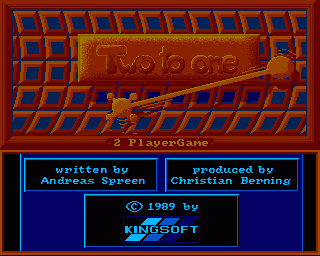 Two to one
2 PlayerGame
written by
Andreas Spreen
produced by
Christian Berning
© 1989 by
KINGSOFT